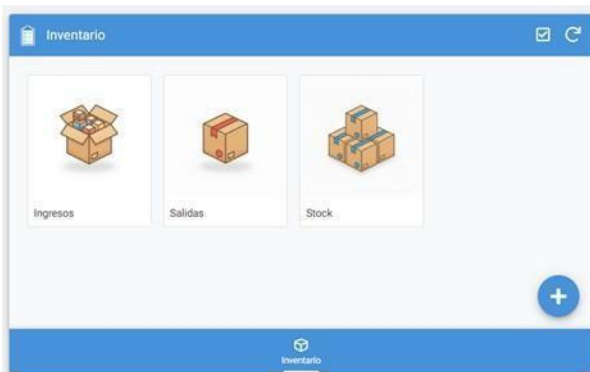 Inventario
Ingresos
Salidas
Stock
Inventario